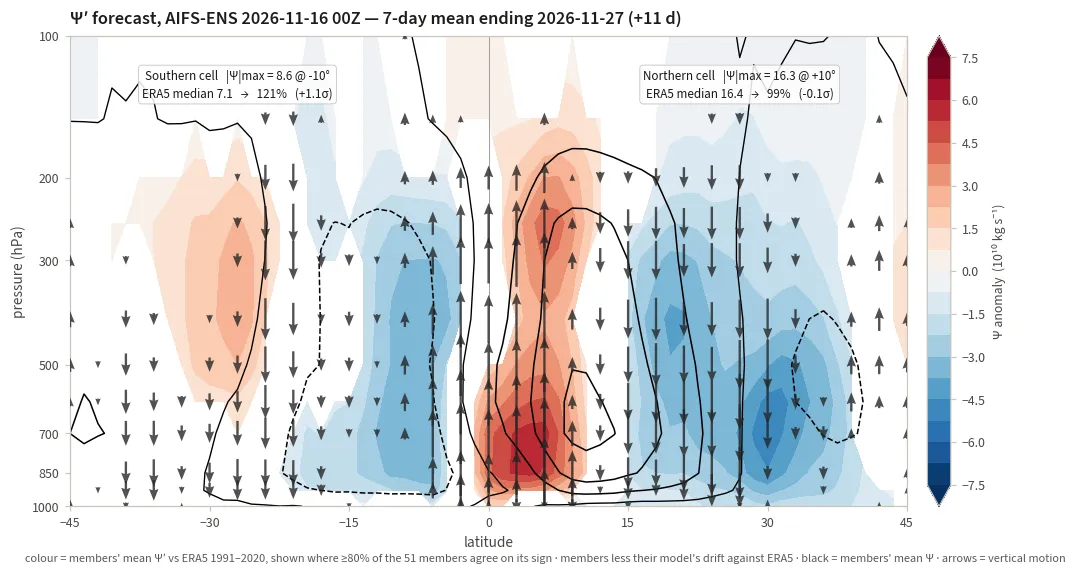 Ψ′ forecast, AIFS-ENS 2026-11-16 00Z — 7-day mean ending 2026-11-27 (+11 d)
Southern cell |Ψ|max = 8.6 @ -10°
ERA5 median 7.1 → 121% (+1.1σ)
Northern cell |Ψ|max = 16.3 @ +10°
ERA5 median 16.4 → 99% (-0.1σ)
pressure (hPa)
100
200
300
500
700
850
1000
−45
−30
−15
0
15
30
45
latitude
7.5
6.0
4.5
3.0
1.5
0.0
−1.5
−3.0
−4.5
−6.0
−7.5
Ψ anomaly (10¹⁰ kg s⁻¹)
colour = members' mean Ψ′ vs ERA5 1991–2020, shown where ≥80% of the 51 members agree on its sign · members less their model's drift against ERA5 · black = members' mean Ψ · arrows = vertical motion